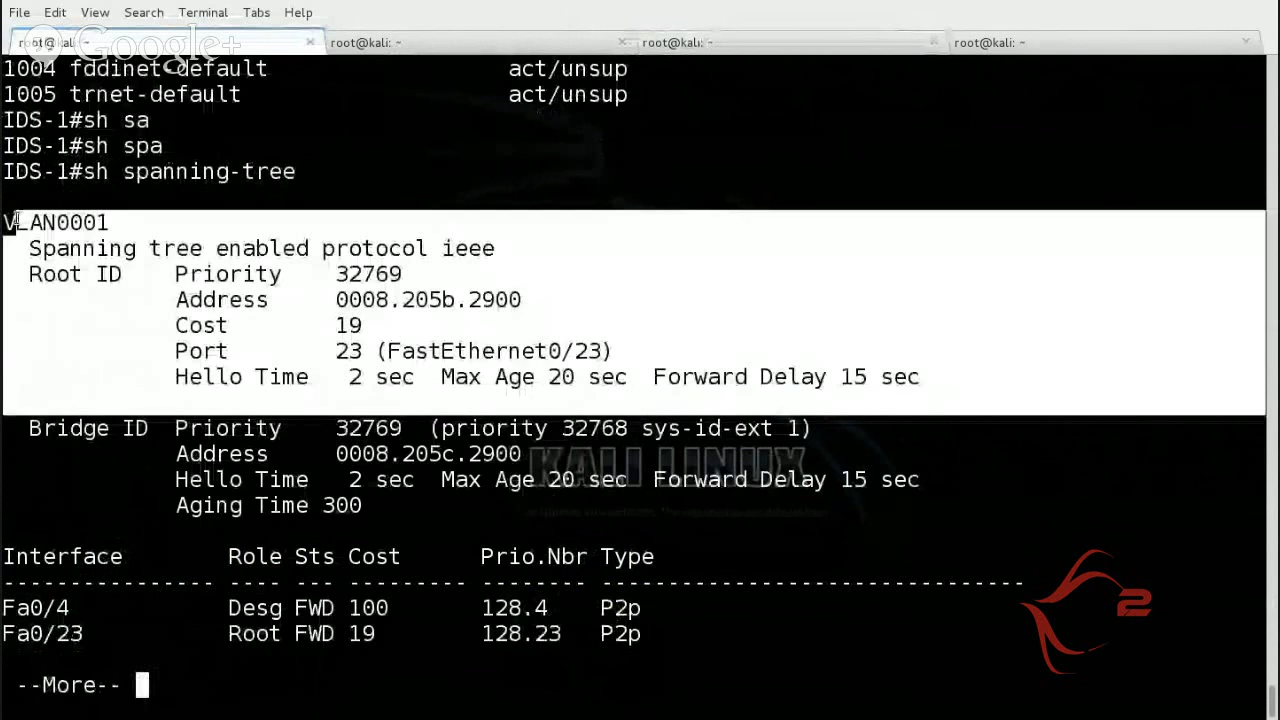 File Edit View Search Terminal Tabs Help
root@kali: ~ root@kali: ~ root@kali: ~ root@kali: ~
Google+
1004 fddinet-default act/unsup
1005 trnet-default act/unsup
IDS-1#sh sa
IDS-1#sh spa
IDS-1#sh spanning-tree
VLAN0001
Spanning tree enabled protocol ieee
Root ID Priority 32769
Address 0008.205b.2900
Cost 19
Port 23 (FastEthernet0/23)
Hello Time 2 sec Max Age 20 sec Forward Delay 15 sec
Bridge ID Priority 32769 (priority 32768 sys-id-ext 1)
Address 0008.205c.2900
Hello Time 2 sec Max Age 20 sec Forward Delay 15 sec
Aging Time 300
KALI LINUX
Interface Role Sts Cost Prio.Nbr Type
---------------- ---- --- --------- -------- --------------------------------
Fa0/4 Desg FWD 100 128.4 P2p
Fa0/23 Root FWD 19 128.23 P2p
2
--More--